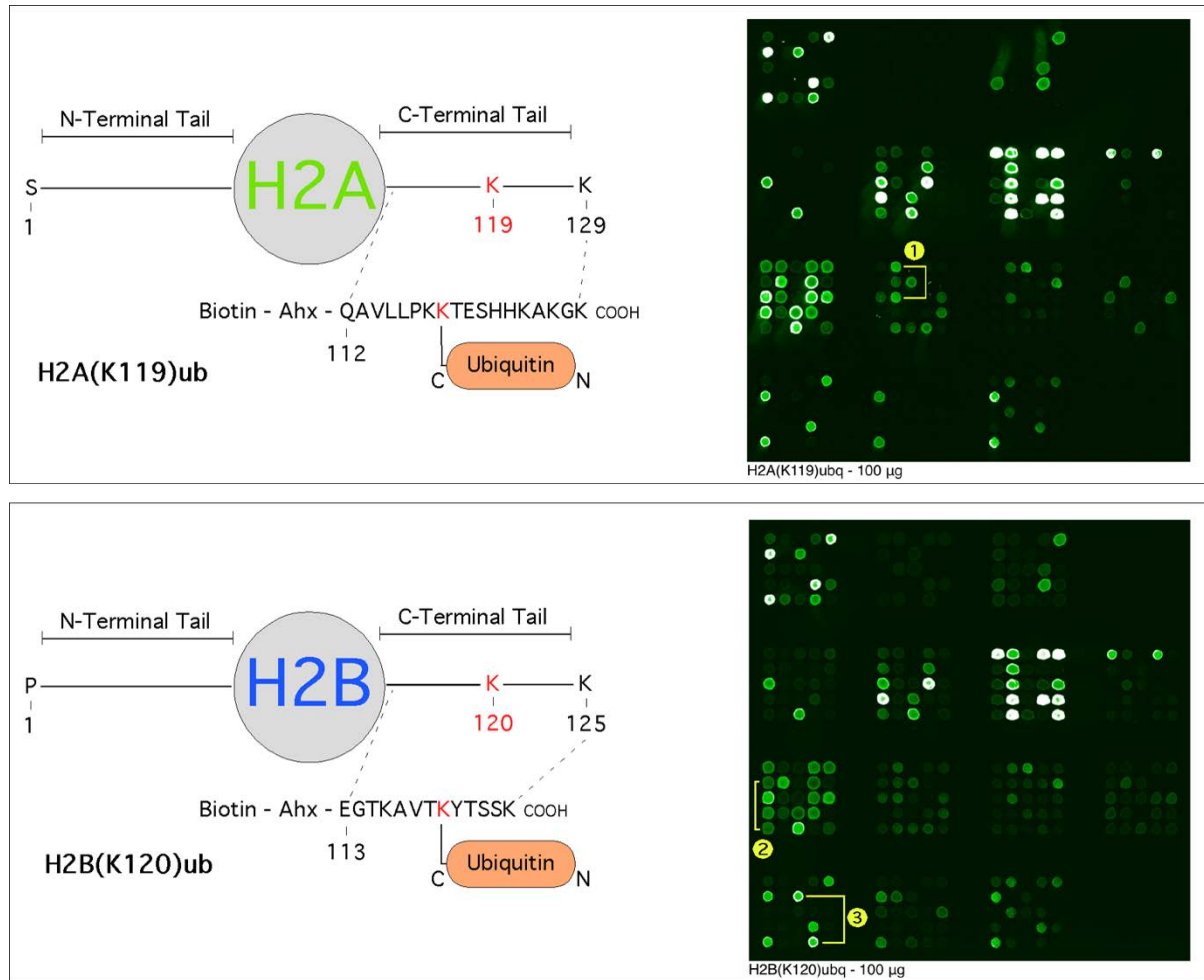 N-Terminal Tail
C-Terminal Tail
S
H2A
K
K
1
119
129
Biotin - Ahx - QAVLLPKKTESHHKAKGK COOH
112
Ubiquitin
C
N
H2A(K119)ub
1
H2A(K119)ubq - 100 µg
N-Terminal Tail
C-Terminal Tail
P
H2B
K
K
1
120
125
Biotin - Ahx - EGTKAVTKYTSSK COOH
113
Ubiquitin
C
N
H2B(K120)ub
2
3
H2B(K120)ubq - 100 µg